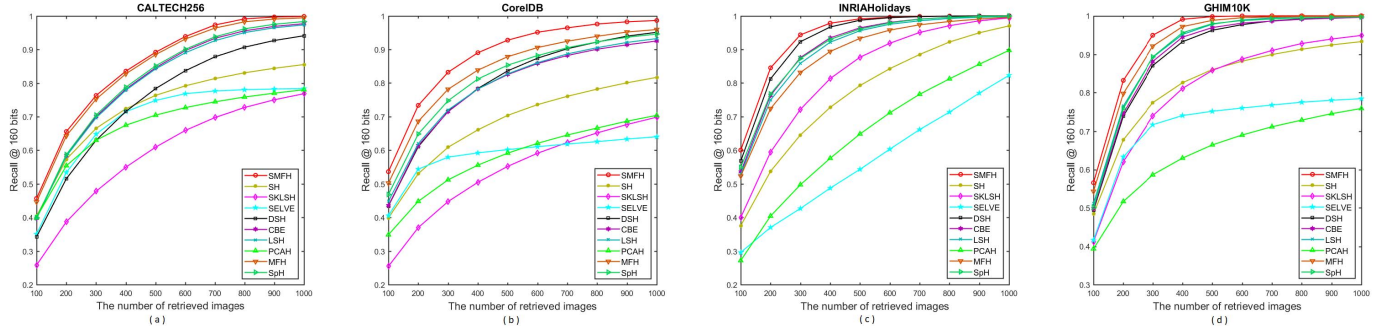 CALTECH256
Recall @ 160 bits
1
0.9
0.8
0.7
0.6
0.5
0.4
0.3
0.2
SMFH
SH
SKLSH
SELVE
DSH
CBE
LSH
PCAH
MFH
SpH
100 200 300 400 500 600 700 800 900 1000
The number of retrieved images
( a )
CorelDB
Recall @ 160 bits
1
0.9
0.8
0.7
0.6
0.5
0.4
0.3
0.2
SMFH
SH
SKLSH
SELVE
DSH
CBE
LSH
PCAH
MFH
SpH
100 200 300 400 500 600 700 800 900 1000
The number of retrieved images
( b )
INRIAHolidays
Recall @ 160 bits
1
0.9
0.8
0.7
0.6
0.5
0.4
0.3
0.2
SMFH
SH
SKLSH
SELVE
DSH
CBE
LSH
PCAH
MFH
SpH
100 200 300 400 500 600 700 800 900 1000
The number of retrieved images
( c )
GHIM10K
Recall @ 160 bits
1
0.9
0.8
0.7
0.6
0.5
0.4
0.3
SMFH
SH
SKLSH
SELVE
DSH
CBE
LSH
PCAH
MFH
SpH
100 200 300 400 500 600 700 800 900 1000
The number of retrieved images
( d )